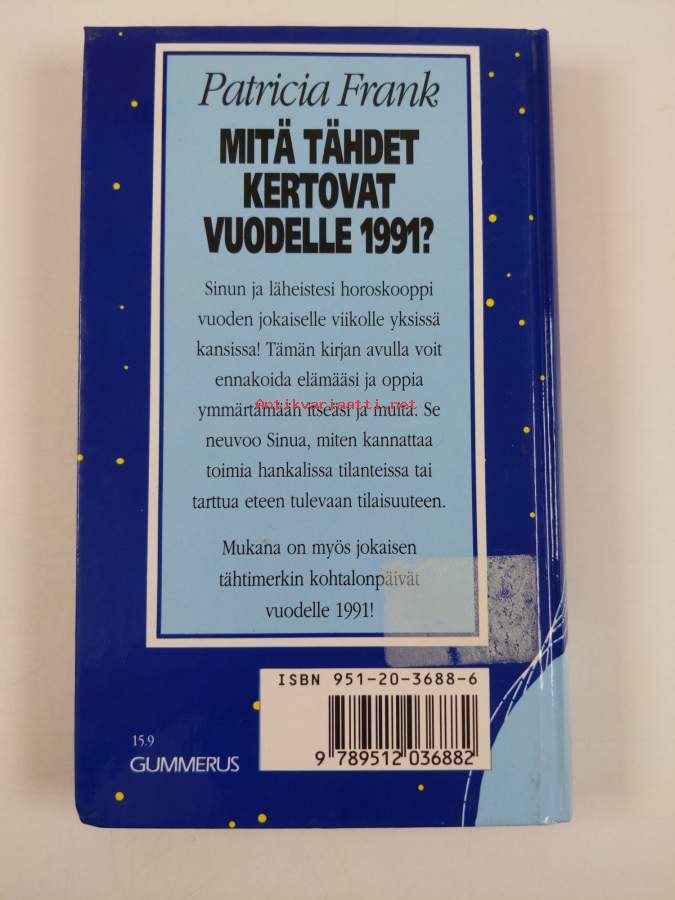 Patricia Frank
MITÄ TÄHDET
KERTOVAT
VUODELLE 1991?
Sinun ja läheistesi horoskooppi
vuoden jokaiselle viikolle yksissä
kansissa! Tämän kirjan avulla voit
ennakoida elämääsi ja oppia
Antikvariaatti.net
ymmärtämään itseäsi ja muita. Se
neuvoo Sinua, miten kannattaa
toimia hankalissa tilanteissa tai
tarttua eteen tulevaan tilaisuuteen.
Mukana on myös jokaisen
tähtimerkin kohtalonpäivät
vuodelle 1991!
ISBN 951-20-3688-6
9 789512 036882
15.9
GUMMERUS